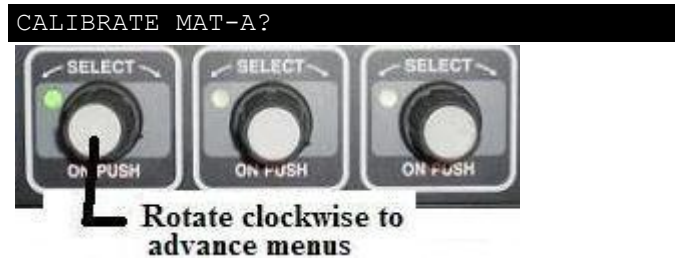 CALIBRATE MAT-A?
SELECT SELECT SELECT
ON PUSH ON PUSH ON PUSH
Rotate clockwise to
advance menus